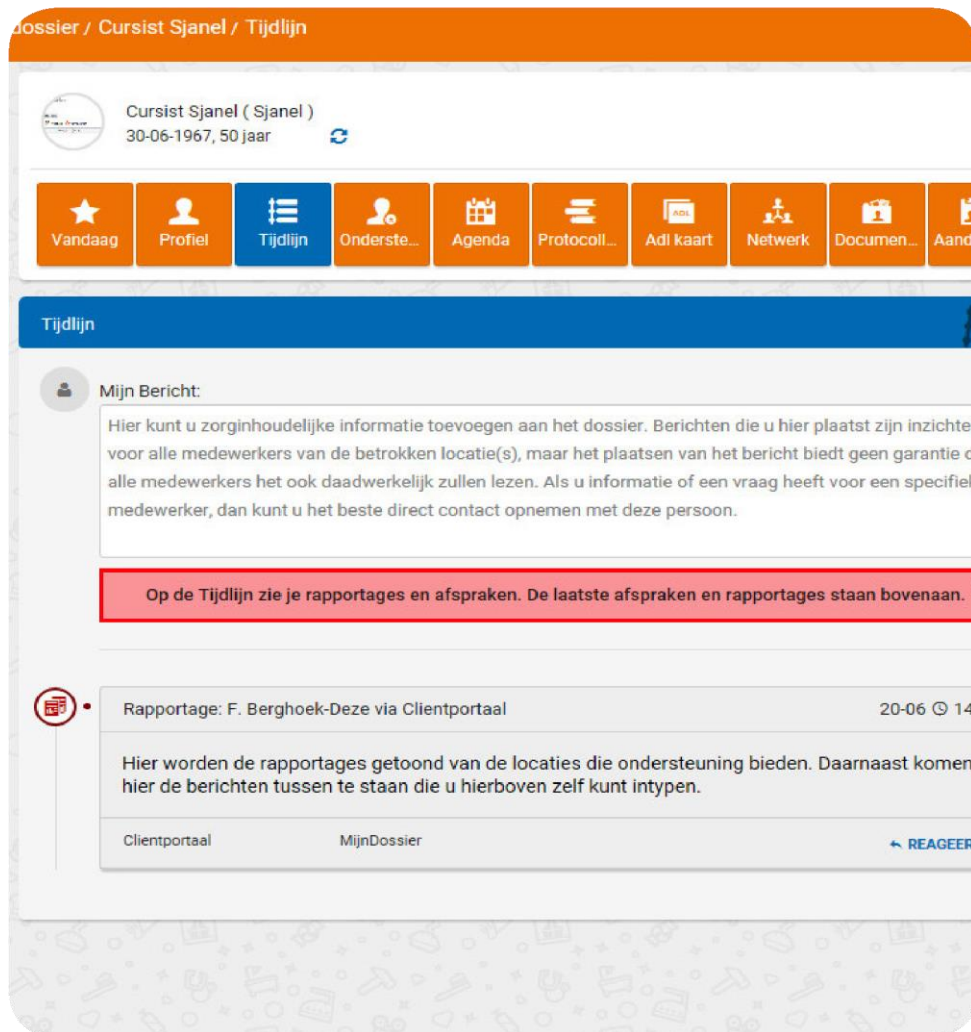 dossier / Cursist Sjanel / Tijdlijn
Cursist Sjanel ( Sjanel )
30-06-1967, 50 jaar
Vandaag Profiel Tijdlijn Onderste... Agenda Protocoll... Adl kaart Netwerk Documen... Aand
ADL
Tijdlijn
Mijn Bericht:
Hier kunt u zorginhoudelijke informatie toevoegen aan het dossier. Berichten die u hier plaatst zijn inzichte
voor alle medewerkers van de betrokken locatie(s), maar het plaatsen van het bericht biedt geen garantie
alle medewerkers het ook daadwerkelijk zullen lezen. Als u informatie of een vraag heeft voor een specifie
medewerker, dan kunt u het beste direct contact opnemen met deze persoon.
Op de Tijdlijn zie je rapportages en afspraken. De laatste afspraken en rapportages staan bovenaan.
Rapportage: F. Berghoek-Deze via Clientportaal 20-06 14
Hier worden de rapportages getoond van de locaties die ondersteuning bieden. Daarnaast komen
hier de berichten tussen te staan die u hierboven zelf kunt intypen.
Clientportaal MijnDossier REAGEER